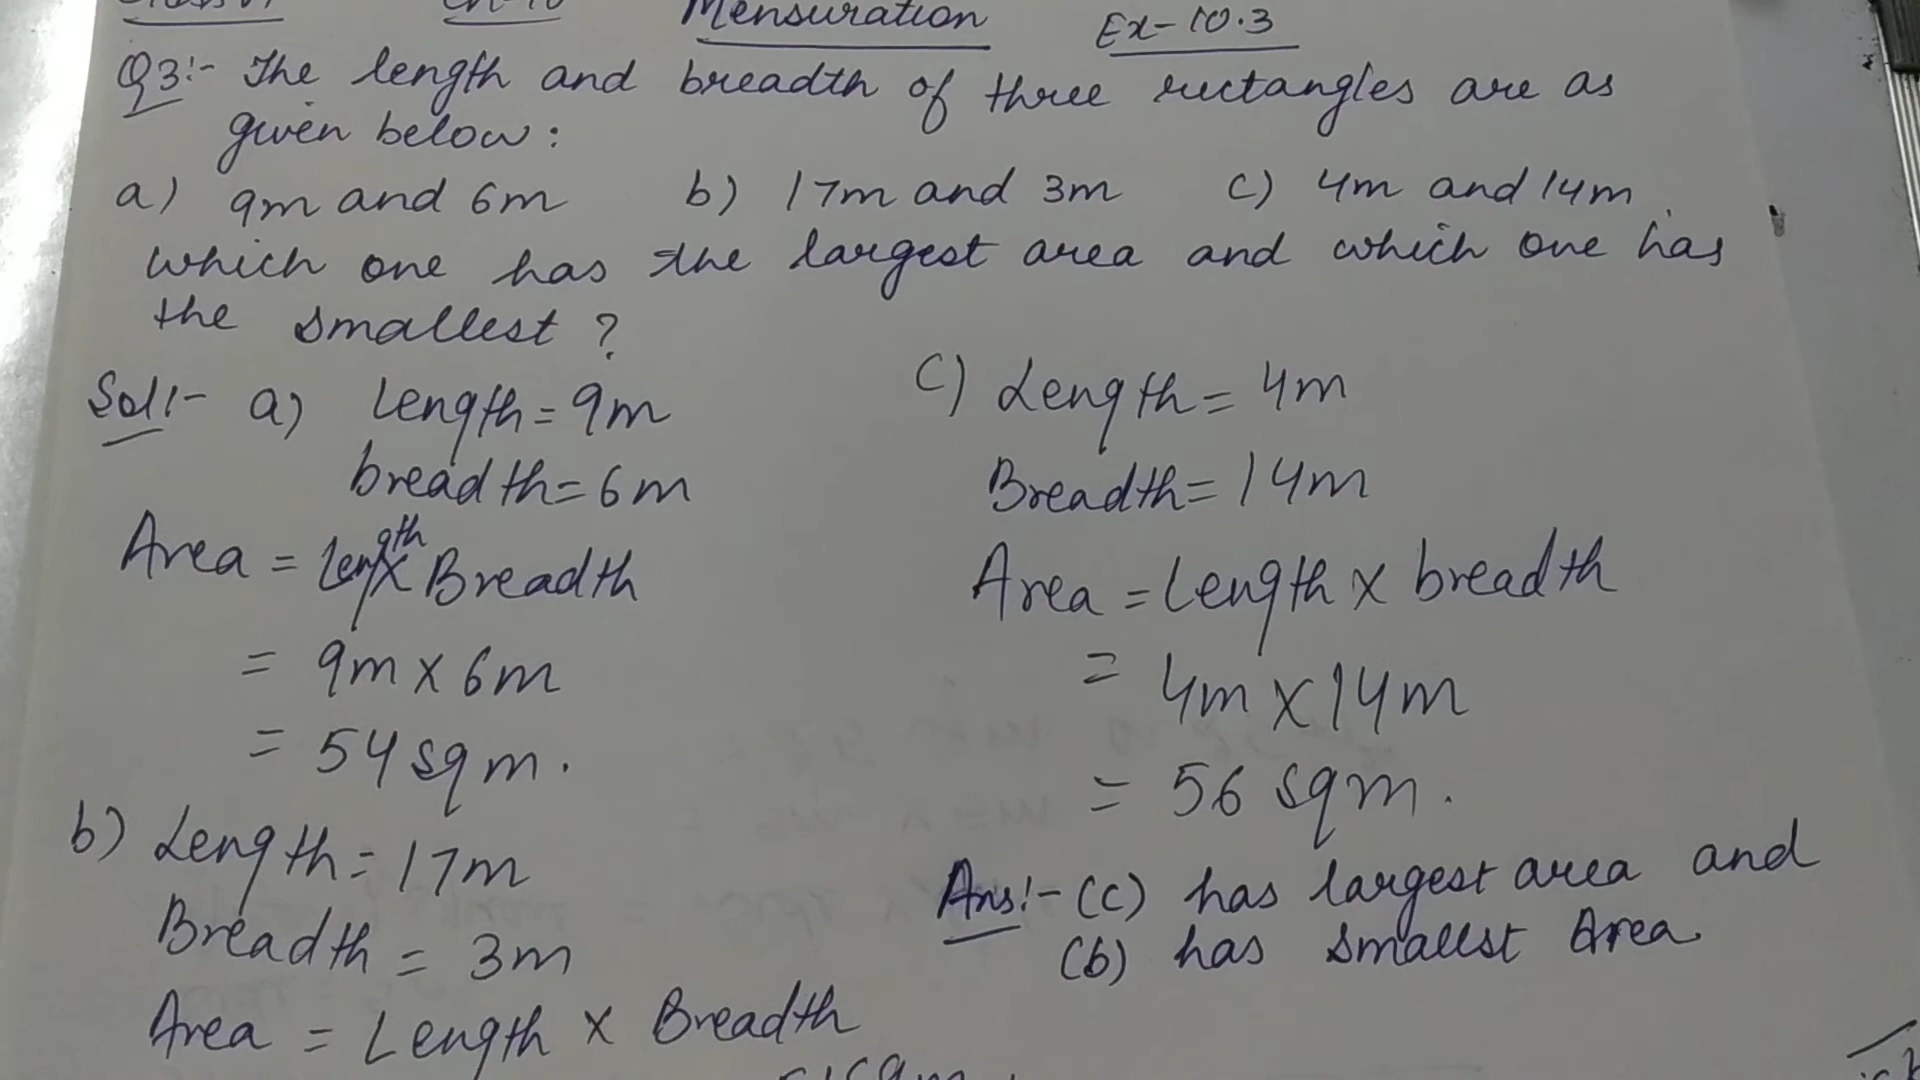 Mensuration Ex-10.3
Q3:- The length and breadth of three rectangles are as
given below:
a) 9m and 6m b) 17m and 3m c) 4m and 14m.
which one has the largest area and which one has
the smallest ?
Sol:- a) Length = 9m
breadth = 6m
Area = Length x Breadth
= 9m x 6m
= 54 sq m.
b) Length = 17m
Breadth = 3m
Area = Length x Breadth
C) Length = 4m
Breadth = 14m
Area = Length x breadth
= 4m x 14m
= 56 sqm.
Ans:- (C) has largest area and
(b) has smallest Area